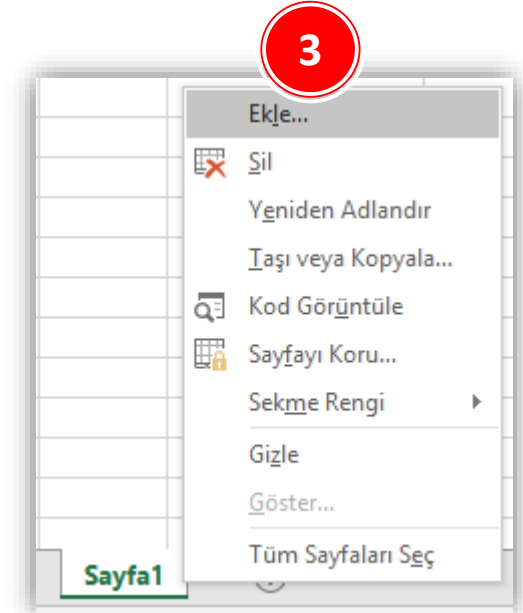 3
Ekle...
Sil
Yeniden Adlandır
Taşı veya Kopyala...
Kod Görüntüle
Sayfayı Koru...
Sekme Rengi
Gizle
Göster...
Tüm Sayfaları Seç
Sayfa1